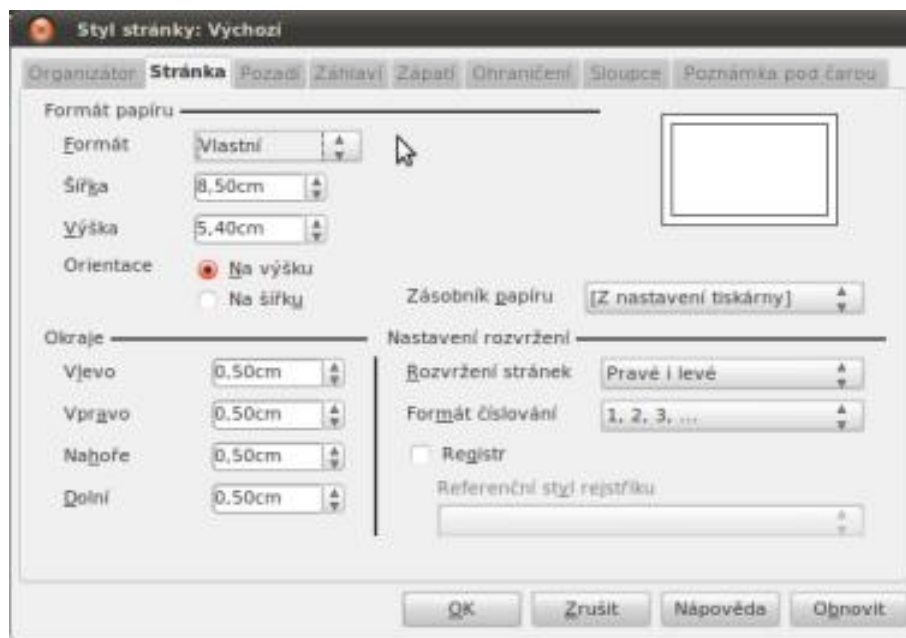 Styl stránky: Výchozí
Organizátor Stránka Pozadí Záhlaví Zápatí Ohraničení Sloupce Poznámka pod čarou
Formát papíru
Formát Vlastní
Šířka 8,50cm
Výška 5,40cm
Orientace Na výšku
Na šířku
Zásobník papíru [Z nastavení tiskárny]
Okraje
Vlevo 0,50cm
Vpravo 0,50cm
Nahoře 0,50cm
Dolní 0,50cm
Nastavení rozvržení
Rozvržení stránek Pravé i levé
Formát číslování 1, 2, 3, ...
Registr
Referenční styl rejstříku
OK Zrušit Nápověda Obnovit